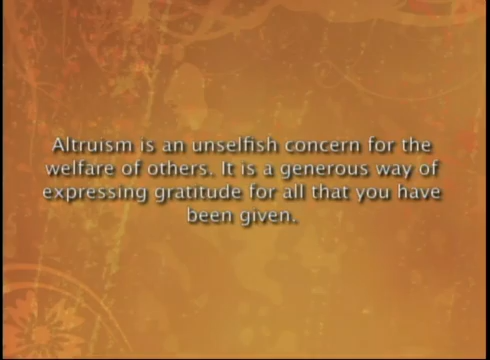 Altruism is an unselfish concern for the
welfare of others. It is a generous way of
expressing gratitude for all that you have
been given.